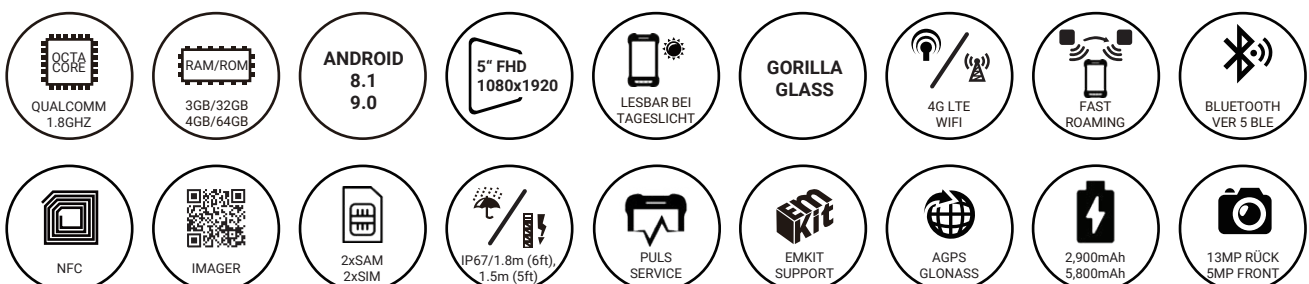 OCTA
CORE
QUALCOMM
1.8GHZ
RAM/ROM
3GB/32GB
4GB/64GB
ANDROID
8.1
9.0
5“ FHD
1080x1920
LESBAR BEI
TAGESLICHT
GORILLA
GLASS
4G LTE
WIFI
FAST
ROAMING
BLUETOOTH
VER 5 BLE
NFC
IMAGER
2xSAM
2xSIM
IP67/1.8m (6ft),
1.5m (5ft)
PULS
SERVICE
Em
Kit
EMKIT
SUPPORT
AGPS
GLONASS
2,900mAh
5,800mAh
13MP RÜCK
5MP FRONT